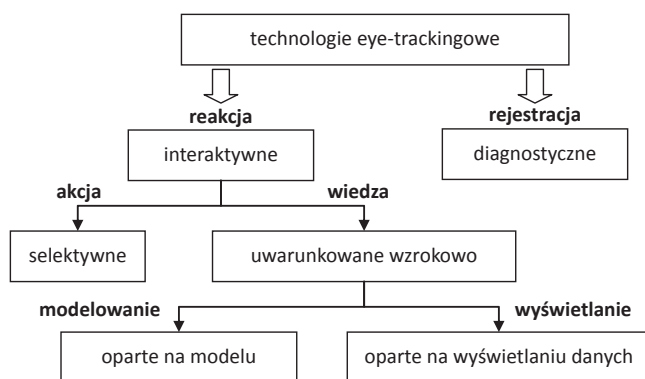 technologie eye-trackingowe
reakcja
rejestracja
interaktywne
diagnostyczne
akcja
wiedza
selektywne
uwarunkowane wzrokowo
modelowanie
wyświetlanie
oparte na modelu
oparte na wyświetlaniu danych